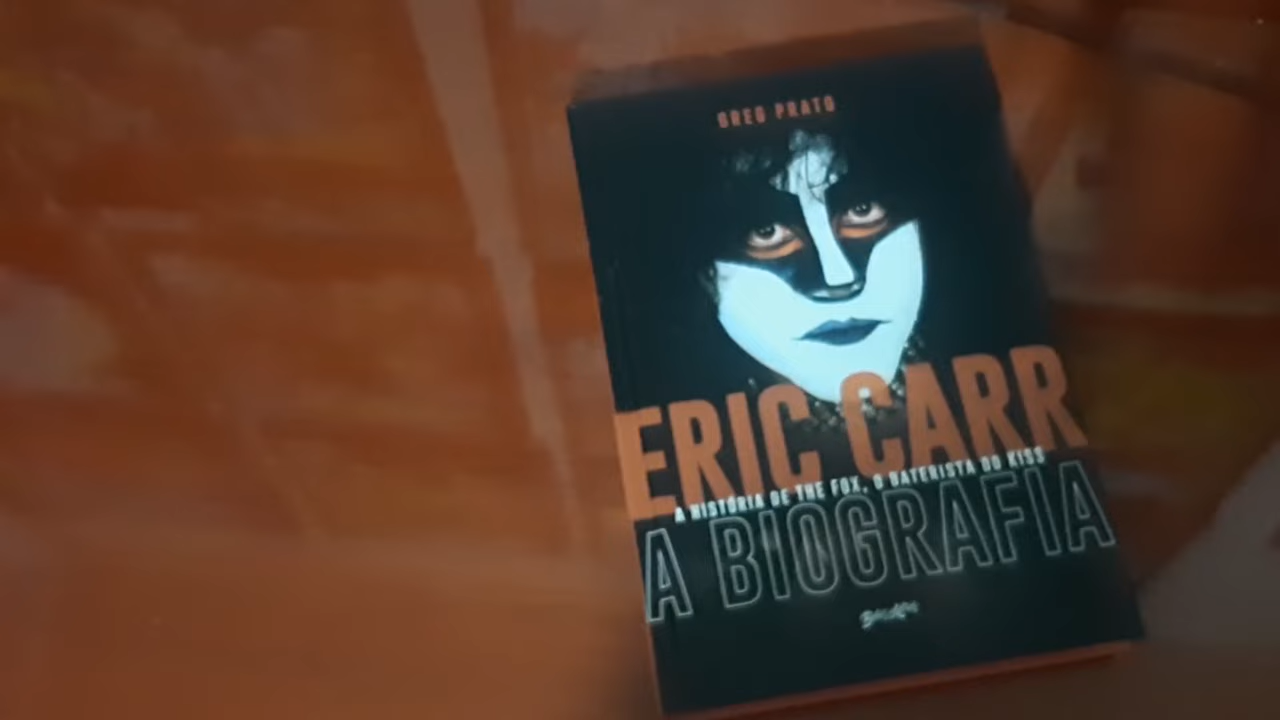 GREG PRATO
ERIC CARR
A HISTÓRIA DE THE FOX, O BATERISTA DO KISS
A BIOGRAFIA